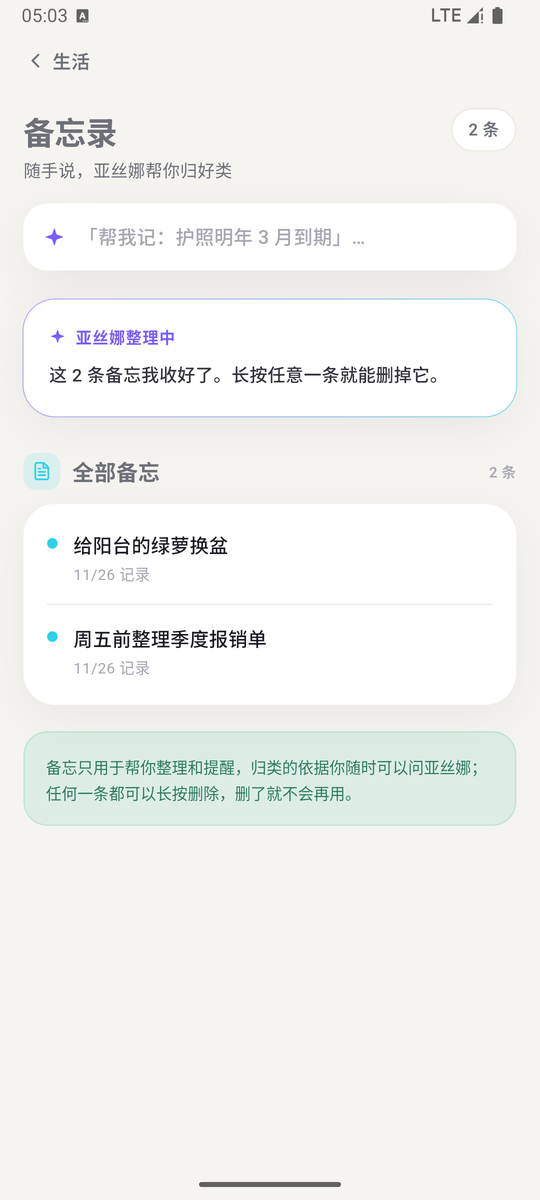 05:03
LTE
生活
备忘录
2 条
随手说，亚丝娜帮你归好类
「帮我记：护照明年 3 月到期」…
亚丝娜整理中
这 2 条备忘我收好了。长按任意一条就能删掉它。
全部备忘
2 条
给阳台的绿萝换盆
11/26 记录
周五前整理季度报销单
11/26 记录
备忘只用于帮你整理和提醒，归类的依据你随时可以问亚丝娜；
任何一条都可以长按删除，删了就不会再用。